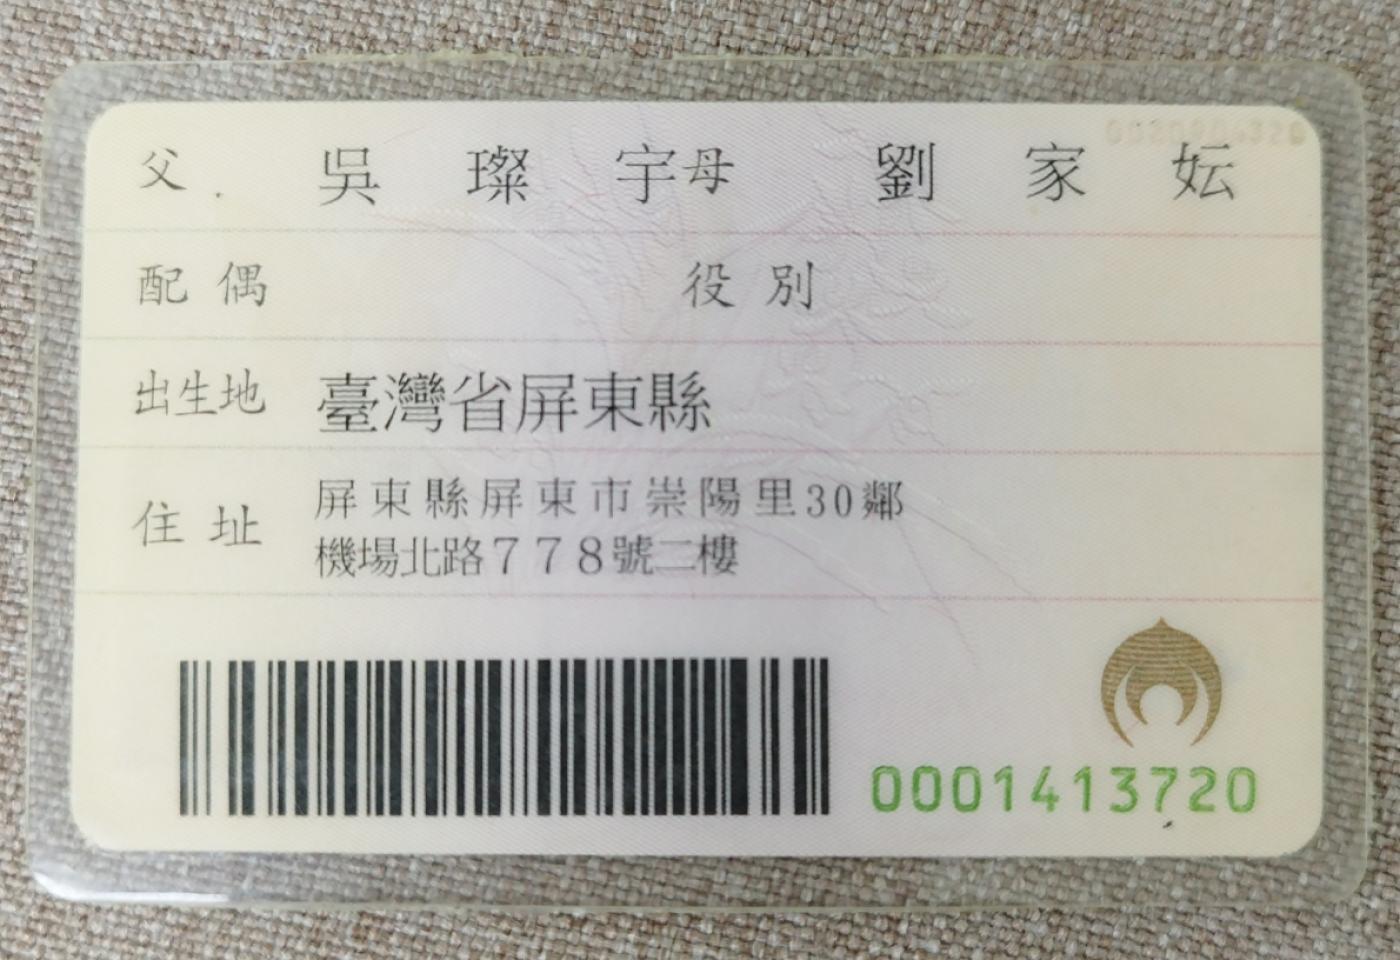 父 吳璨宇 母 劉家妘
配偶 役別
出生地 臺灣省屏東縣
住址 屏東縣屏東市崇陽里30鄰
機場北路778號二樓
0001413720